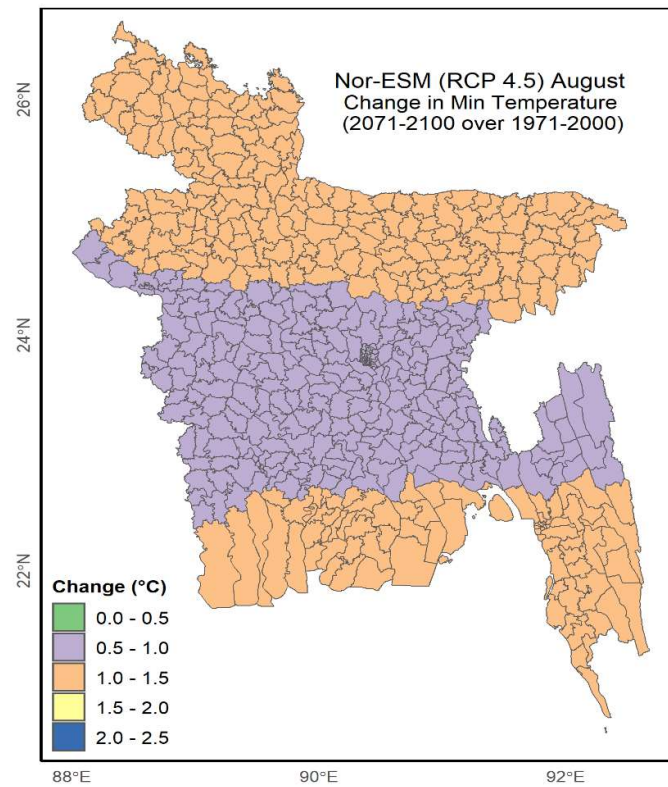 Nor-ESM (RCP 4.5) August
Change in Min Temperature
(2071-2100 over 1971-2000)
26°N
24°N
22°N
Change (°C)
0.0 - 0.5
0.5 - 1.0
1.0 - 1.5
1.5 - 2.0
2.0 - 2.5
88°E
90°E
92°E